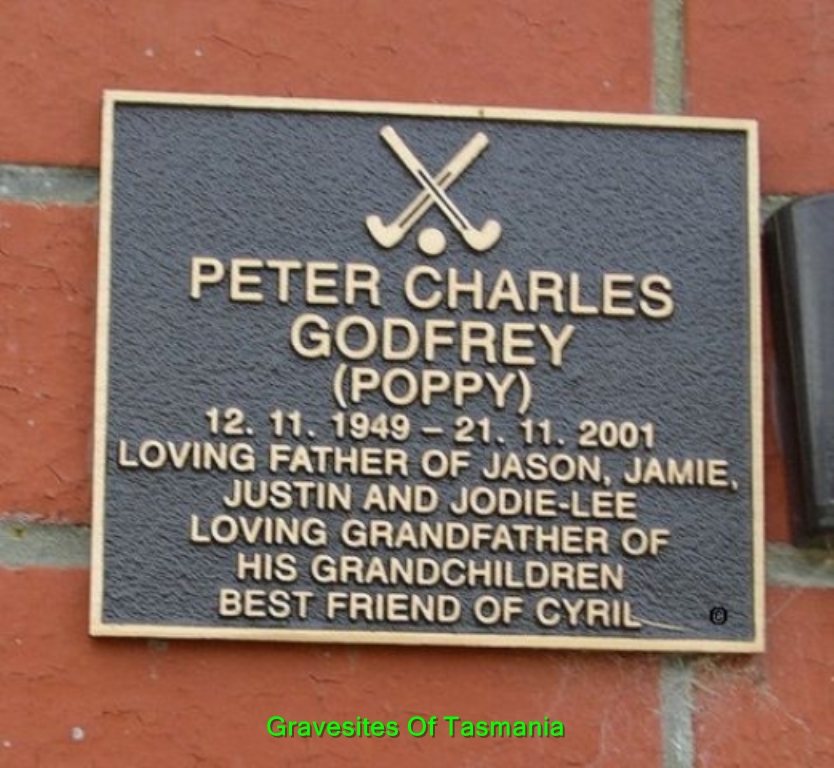 PETER CHARLES
GODFREY
(POPPY)
12. 11. 1949 – 21. 11. 2001
LOVING FATHER OF JASON, JAMIE,
JUSTIN AND JODIE-LEE
LOVING GRANDFATHER OF
HIS GRANDCHILDREN
BEST FRIEND OF CYRIL
©
Gravesites Of Tasmania